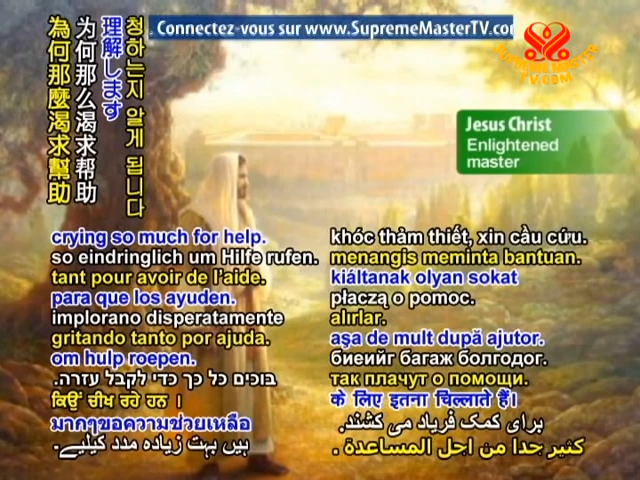 . Connectez-vous sur www.SupremeMasterTV.com
SUPREME MASTER
TV.COM
為何那麼渴求幫助
为何那么渴求帮助
理解します
청하는지 알게 됩니다
Jesus Christ
Enlightened
master
crying so much for help.
so eindringlich um Hilfe rufen.
tant pour avoir de l'aide.
para que los ayuden.
implorano disperatamente
gritando tanto por ajuda.
om hulp roepen.
בוכים כל כך כדי לקבל עזרה.
ਕਿਉਂ ਚੀਖ ਰਹੇ ਹਨ ।
มากๆขอความช่วยเหลือ
ہیں بہت زیادہ مدد کیلیے.
khóc thảm thiết, xin cầu cứu.
menangis meminta bantuan.
kiáltanak olyan sokat
płaczą o pomoc.
alırlar.
aşa de mult după ajutor.
биеийг багаж болгодог.
так плачут о помощи.
के लिए इतना चिल्लाते हैं।
برای کمک فریاد می کشند.
كثير جدا من اجل المساعدة .